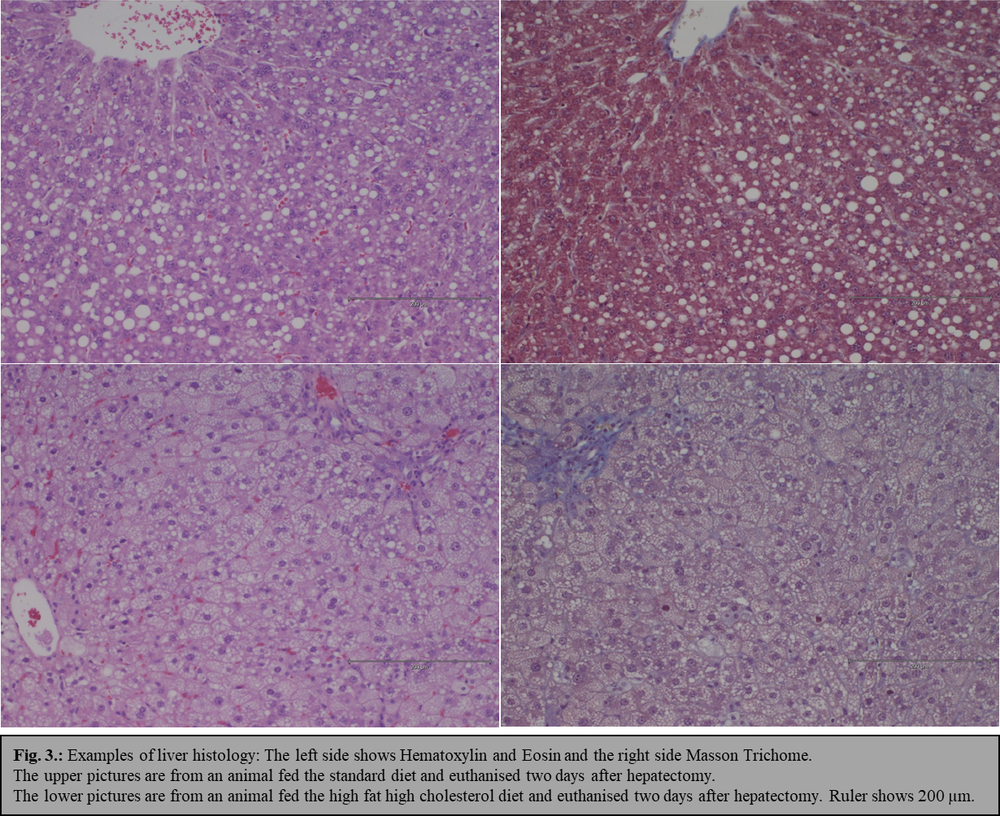 200 µm
200 µm
200 µm
200 µm
Fig. 3.: Examples of liver histology: The left side shows Hematoxylin and Eosin and the right side Masson Trichome.
The upper pictures are from an animal fed the standard diet and euthanised two days after hepatectomy.
The lower pictures are from an animal fed the high fat high cholesterol diet and euthanised two days after hepatectomy. Ruler shows 200 µm.